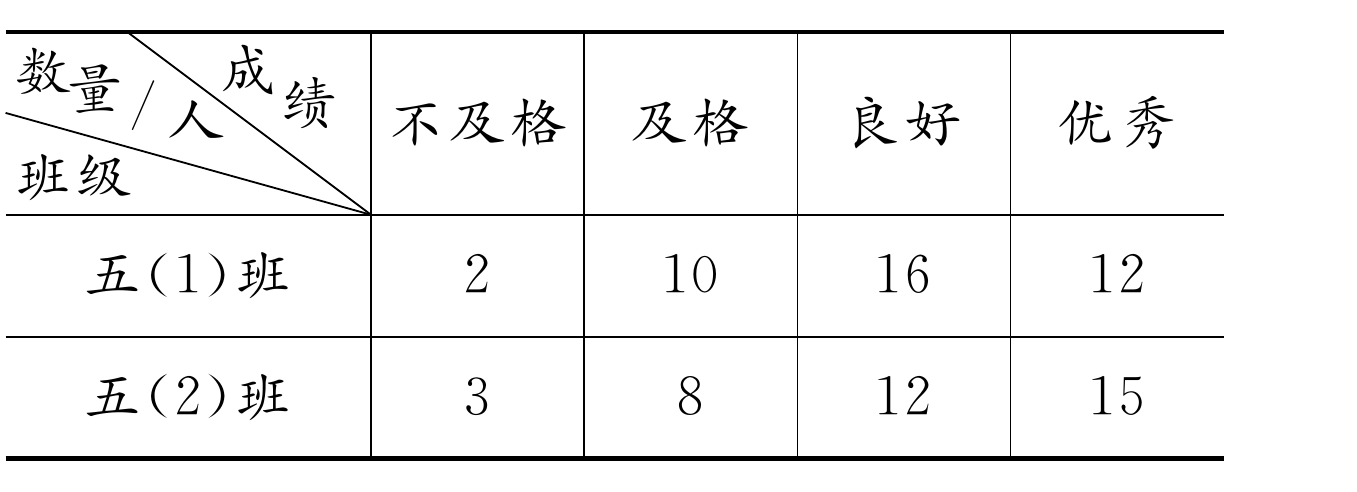 数量/人 成绩 班级 不及格 及格 良好 优秀
五(1)班 2 10 16 12
五(2)班 3 8 12 15